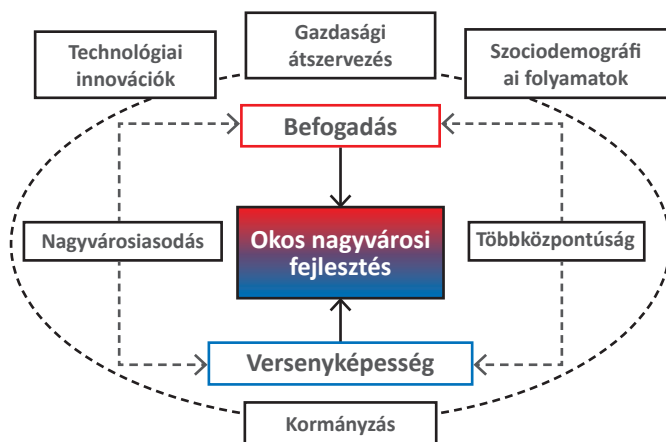 Technológiai
innovációk
Gazdasági
átszervezés
Szociodemográfi
ai folyamatok
Befogadás
Nagyvárosiasodás
Okos nagyvárosi
fejlesztés
Többközpontúság
Versenyképesség
Kormányzás